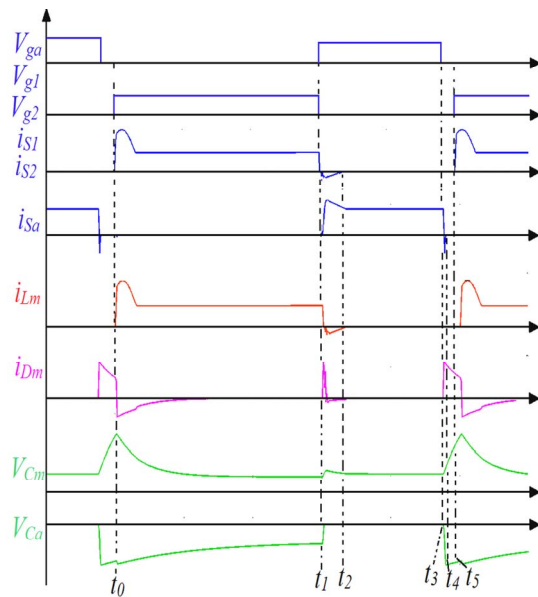 Vga
Vg1
Vg2
iS1
iS2
iSa
iLm
iDm
VCm
VCa
t0 t1 t2 t3 t4 t5